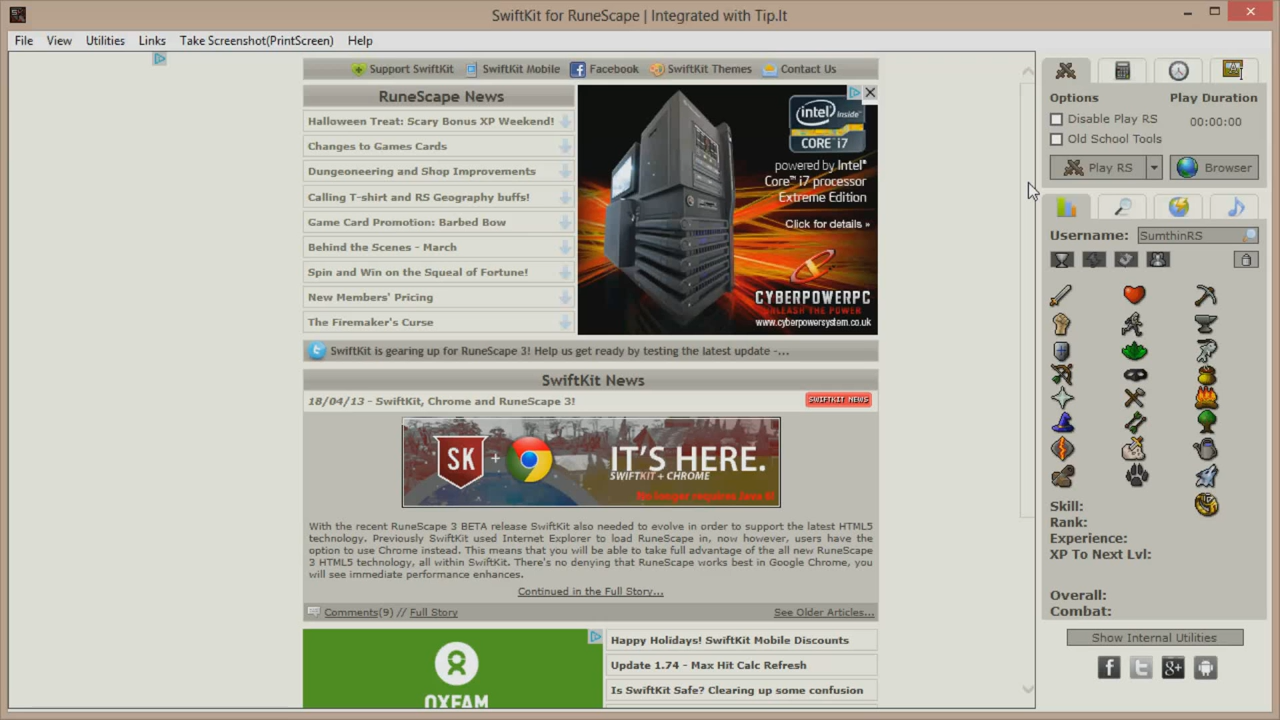 SwiftKit for RuneScape | Integrated with Tip.It
File View Utilities Links Take Screenshot(PrintScreen) Help
Support SwiftKit SwiftKit Mobile Facebook SwiftKit Themes Contact Us
RuneScape News
Halloween Treat: Scary Bonus XP Weekend!
Changes to Games Cards
Dungeoneering and Shop Improvements
Calling T-shirt and RS Geography buffs!
Game Card Promotion: Barbed Bow
Behind the Scenes - March
Spin and Win on the Squeal of Fortune!
New Members' Pricing
The Firemaker's Curse
intel inside
CORE i7
powered by Intel®
Core™ i7 processor
Extreme Edition
Click for details »
CYBERPOWERPC
UNLEASH THE POWER™
www.cyberpowersystem.co.uk
SwiftKit is gearing up for RuneScape 3! Help us get ready by testing the latest update -...
SwiftKit News
18/04/13 - SwiftKit, Chrome and RuneScape 3!
SWIFTKIT NEWS
SK + IT'S HERE.
SWIFTKIT + CHROME
No longer requires Java !!
With the recent RuneScape 3 BETA release SwiftKit also needed to evolve in order to support the latest HTML5
technology. Previously SwiftKit used Internet Explorer to load RuneScape in, now however, users have the
option to use Chrome instead. This means that you will be able to take full advantage of the all new RuneScape
3 HTML5 technology, all within SwiftKit. There's no denying that RuneScape works best in Google Chrome, you
will see immediate performance enhances.
Continued in the Full Story...
Comments(9) // Full Story
See Older Articles...
OXFAM
Happy Holidays! SwiftKit Mobile Discounts
Update 1.74 - Max Hit Calc Refresh
Is SwiftKit Safe? Clearing up some confusion
Options Play Duration
Disable Play RS 00:00:00
Old School Tools
Play RS Browser
Username: SumthinRS
Skill:
Rank:
Experience:
XP To Next Lvl:
Overall:
Combat:
Show Internal Utilities